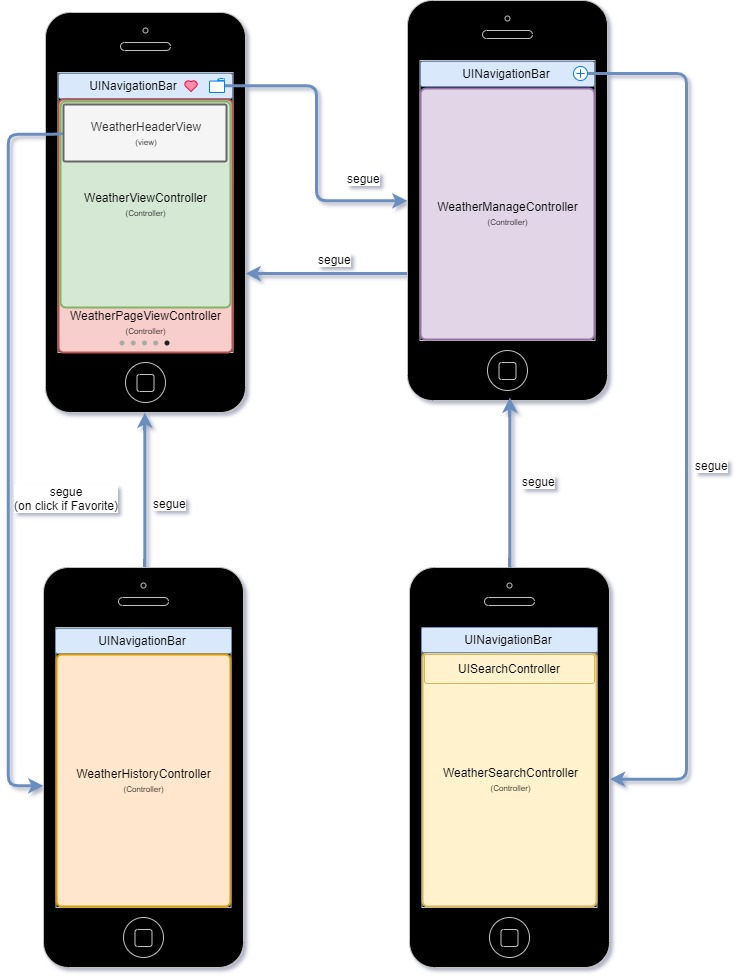 UINavigationBar
WeatherHeaderView
(view)
WeatherViewController
(Controller)
WeatherPageViewController
(Controller)
segue
segue
UINavigationBar
WeatherManageController
(Controller)
segue
segue
(on click if Favorite)
segue
segue
UINavigationBar
WeatherHistoryController
(Controller)
UINavigationBar
UISearchController
WeatherSearchController
(Controller)